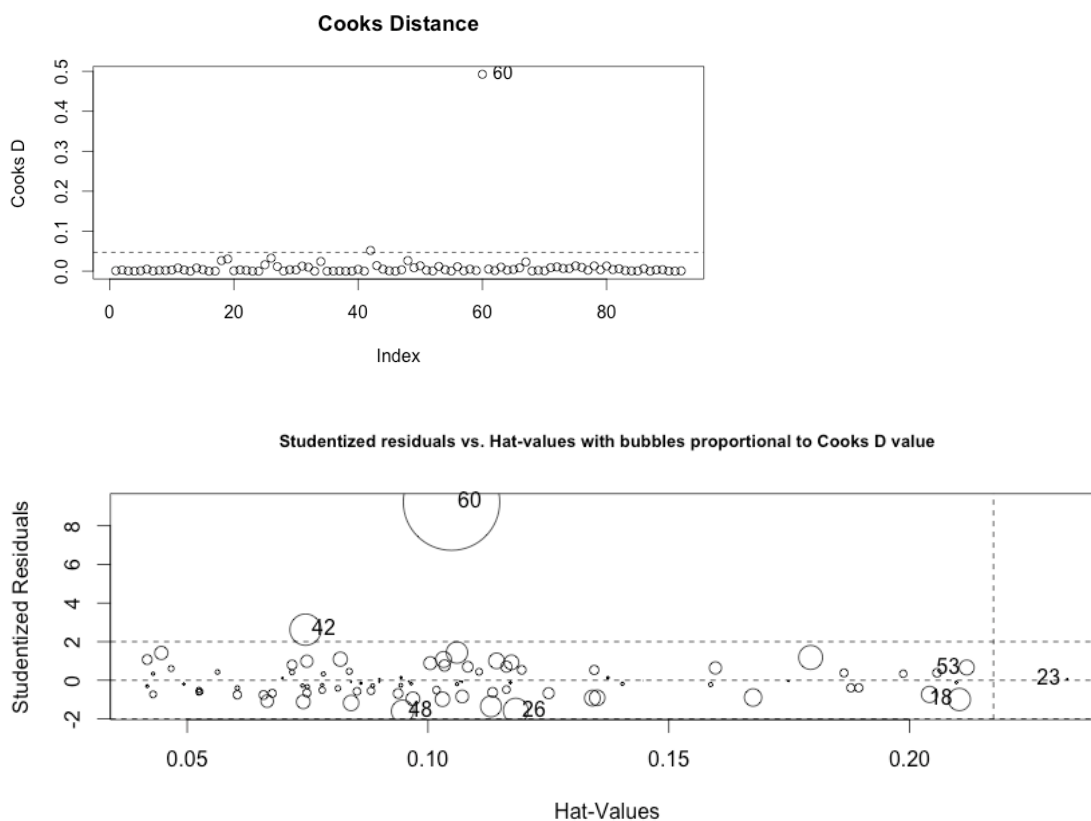 Cooks Distance
Cooks D
0.5
0.4
0.3
0.2
0.1
0.0
60
0 20 40 60 80
Index
Studentized residuals vs. Hat-values with bubbles proportional to Cooks D value
Studentized Residuals
8
6
4
2
0
-2
60
42
53
23
48
26
18
0.05 0.10 0.15 0.20
Hat-Values